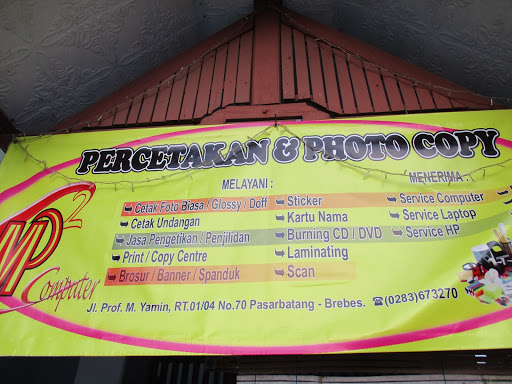 PERCETAKAN & PHOTO COPY
MP2
Computer
MELAYANI :
Cetak Foto Biasa / Glossy / Doff
Cetak Undangan
Jasa Pengetikan / Penjilidan
Print / Copy Centre
Brosur / Banner / Spanduk
Sticker
Kartu Nama
Burning CD / DVD
Laminating
Scan
MENERIMA :
Service Computer
Service Laptop
Service HP
Jl. Prof. M. Yamin, RT.01/04 No.70 Pasarbatang - Brebes. ☎(0283)673270